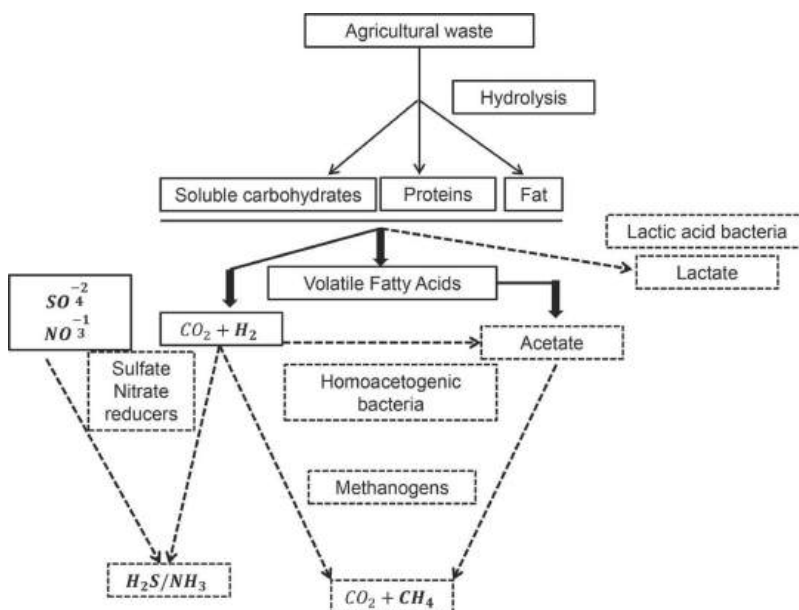 Agricultural waste
Hydrolysis
Soluble carbohydrates
Proteins
Fat
Lactic acid bacteria
Lactate
Volatile Fatty Acids
SO₄⁻²
NO₃⁻¹
CO₂ + H₂
Acetate
Sulfate
Nitrate
reducers
Homoacetogenic
bacteria
Methanogens
H₂S/NH₃
CO₂ + CH₄